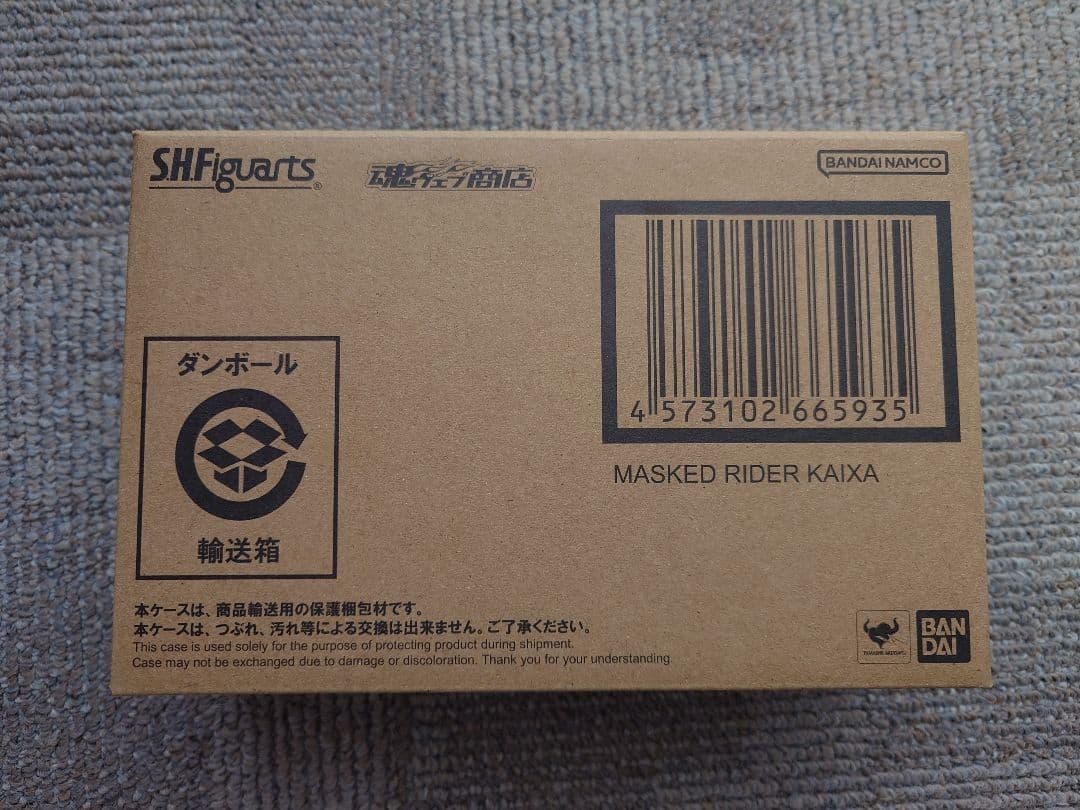 S.H.Figuarts®
魂ウェブ商店
BANDAI NAMCO
4 573102 665935
MASKED RIDER KAIXA
ダンボール
輸送箱
本ケースは、商品輸送用の保護梱包材です。
本ケースは、つぶれ、汚れ等による交換は出来ません。ご了承ください。
This case is used solely for the purpose of protecting product during shipment.
Case may not be exchanged due to damage or discoloration. Thank you for your understanding.
TAMASHII NATIONS
BAN
DAI